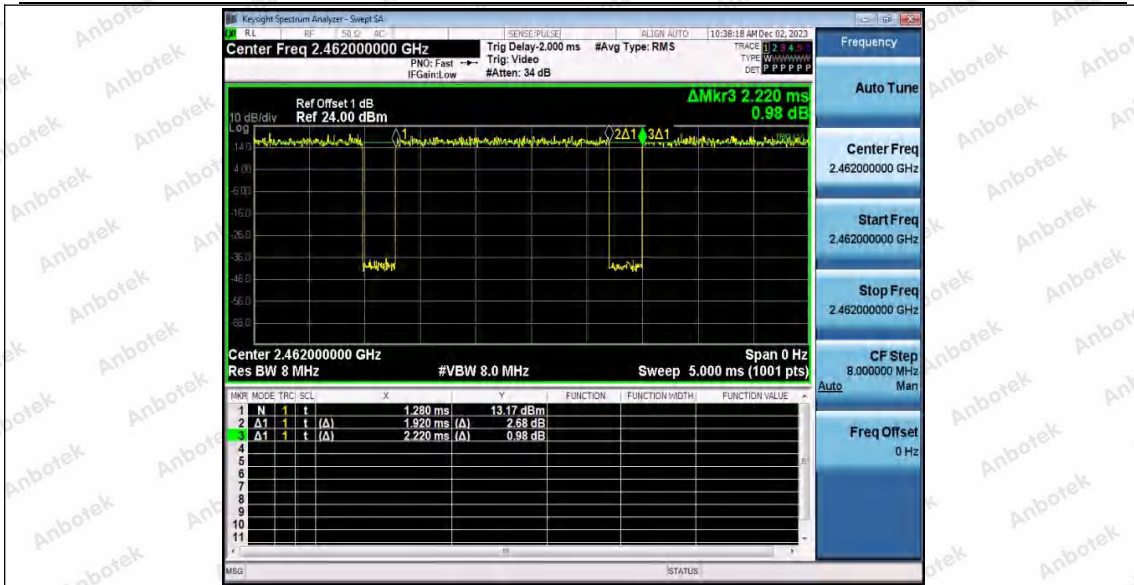 Keysight Spectrum Analyzer - Swept SA
RL RF 50 Ω AC SENSE:PULSE ALIGN AUTO 10:38:18 AM Dec 02, 2023
Center Freq 2.462000000 GHz Trig Delay-2.000 ms #Avg Type: RMS TRACE 1 2 3 4 5
PNO: Fast Trig: Video TYPE W
IFGain:Low #Atten: 34 dB DET P P P P P P
ΔMkr3 2.220 ms
0.98 dB
Ref Offset 1 dB
10 dB/div Ref 24.00 dBm
Log
14.0
1 2Δ1 3Δ1
4.00
-6.00
-16.0
-26.0
-36.0
-46.0
-56.0
-66.0
Center 2.462000000 GHz Span 0 Hz
Res BW 8 MHz #VBW 8.0 MHz Sweep 5.000 ms (1001 pts)
MKR MODE TRC SCL X Y FUNCTION FUNCTION WIDTH FUNCTION VALUE
1 N 1 t 1.280 ms 13.17 dBm
2 Δ1 1 t (Δ) 1.920 ms (Δ) 2.68 dB
3 Δ1 1 t (Δ) 2.220 ms (Δ) 0.98 dB
4
5
6
7
8
9
10
11
MSG STATUS
Frequency
Auto Tune
Center Freq
2.462000000 GHz
Start Freq
2.462000000 GHz
Stop Freq
2.462000000 GHz
CF Step
8.000000 MHz
Auto Man
Freq Offset
0 Hz
Anbotek